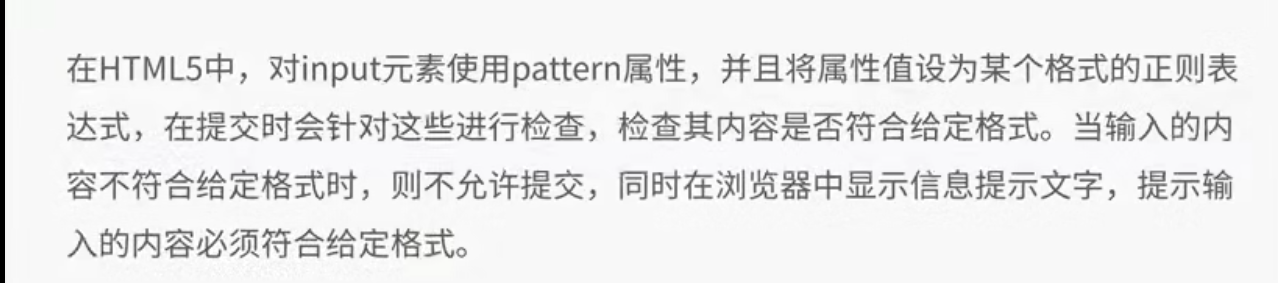 在HTML5中，对input元素使用pattern属性，并且将属性值设为某个格式的正则表
达式，在提交时会针对这些进行检查，检查其内容是否符合给定格式。当输入的内
容不符合给定格式时，则不允许提交，同时在浏览器中显示信息提示文字，提示输
入的内容必须符合给定格式。